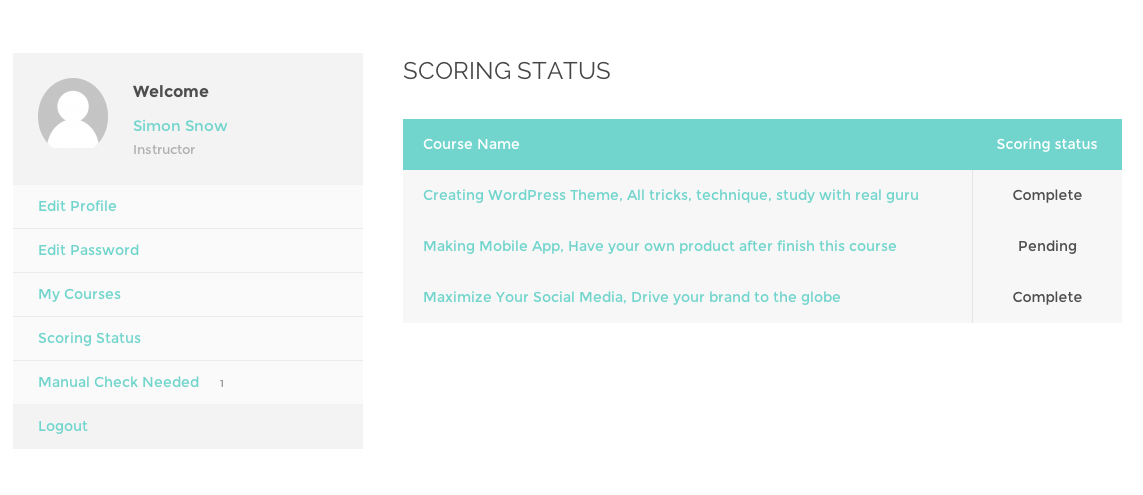 Welcome
Simon Snow
Instructor
Edit Profile
Edit Password
My Courses
Scoring Status
Manual Check Needed 1
Logout
SCORING STATUS
Course Name Scoring status
Creating WordPress Theme, All tricks, technique, study with real guru Complete
Making Mobile App, Have your own product after finish this course Pending
Maximize Your Social Media, Drive your brand to the globe Complete